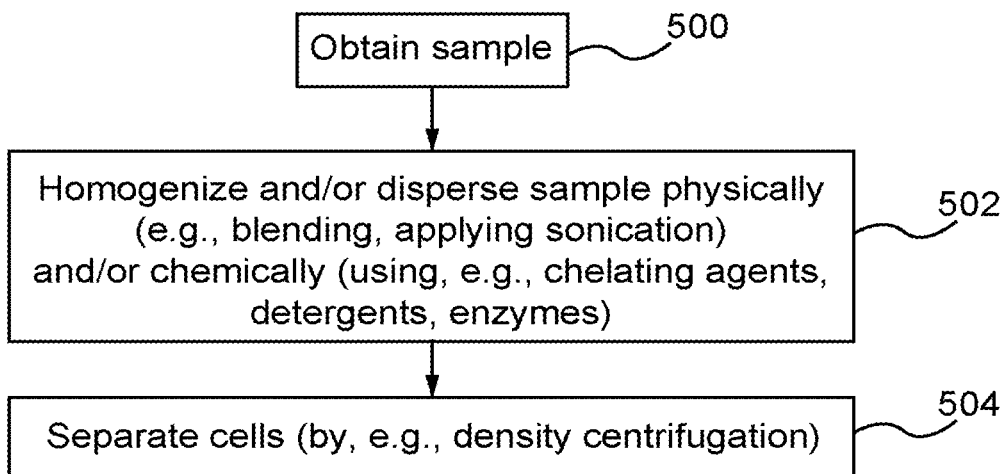 Obtain sample
500
Homogenize and/or disperse sample physically
(e.g., blending, applying sonication)
and/or chemically (using, e.g., chelating agents,
detergents, enzymes)
502
Separate cells (by, e.g., density centrifugation)
504